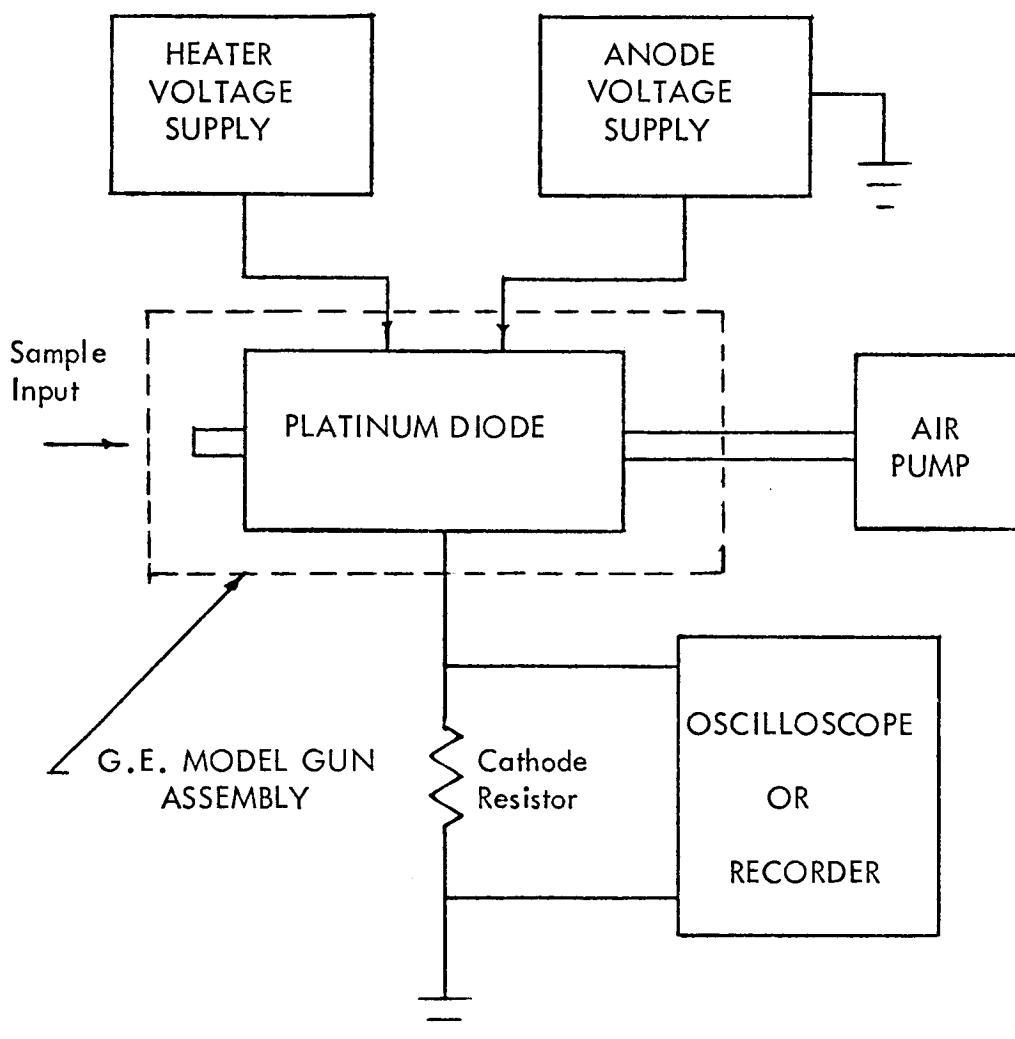 HEATER
VOLTAGE
SUPPLY
ANODE
VOLTAGE
SUPPLY
Sample
Input
PLATINUM DIODE
AIR
PUMP
G.E. MODEL GUN
ASSEMBLY
Cathode
Resistor
OSCILLOSCOPE
OR
RECORDER